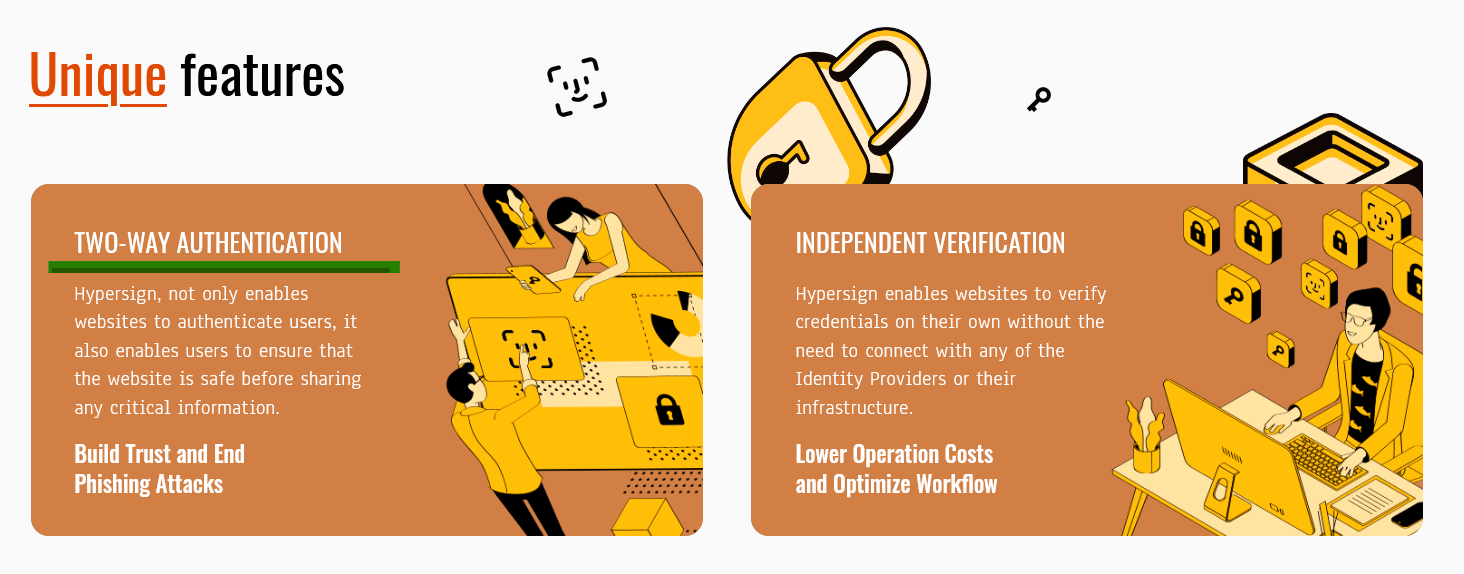 Unique features
TWO-WAY AUTHENTICATION
Hypersign, not only enables
websites to authenticate users, it
also enables users to ensure that
the website is safe before sharing
any critical information.
Build Trust and End
Phishing Attacks
INDEPENDENT VERIFICATION
Hypersign enables websites to verify
credentials on their own without the
need to connect with any of the
Identity Providers or their
infrastructure.
Lower Operation Costs
and Optimize Workflow